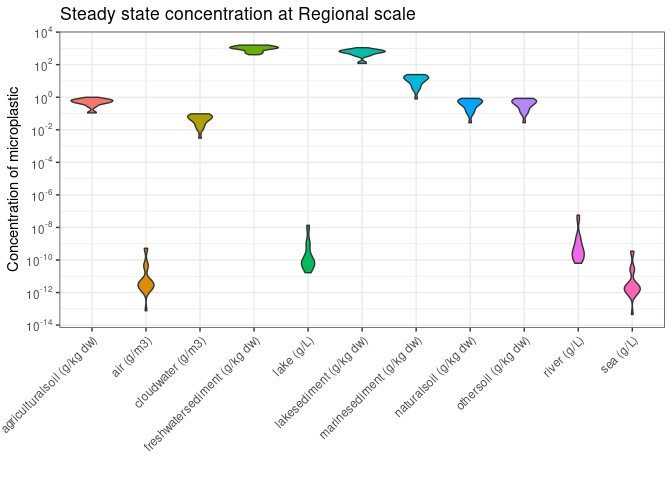 Steady state concentration at Regional scale
Concentration of microplastic
10^4
10^2
10^0
10^-2
10^-4
10^-6
10^-8
10^-10
10^-12
10^-14
agriculturalsoil (g/kg dw)
air (g/m3)
cloudwater (g/m3)
freshwatersediment (g/kg dw)
lake (g/L)
lakesediment (g/kg dw)
marinesediment (g/kg dw)
naturalsoil (g/kg dw)
othersoil (g/kg dw)
river (g/L)
sea (g/L)